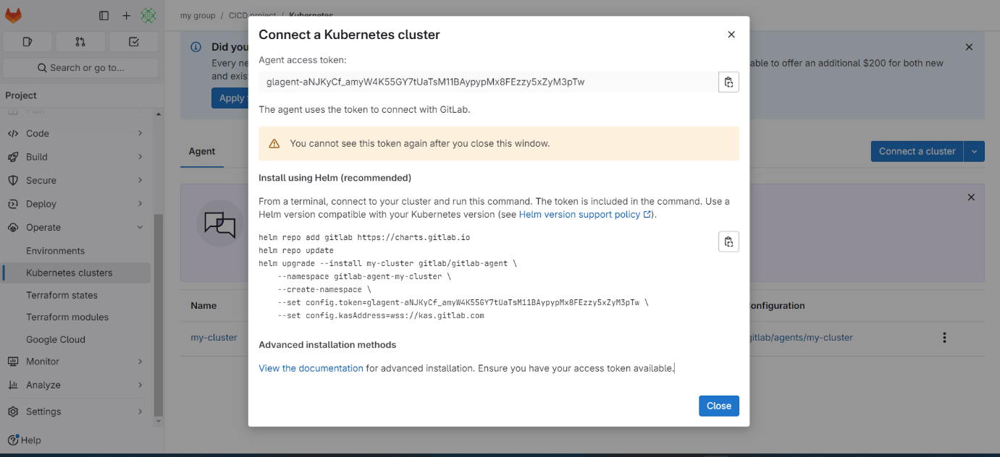 my group / CICD project / Kubernetes
Search or go to...
Project
Plan
Code
Build
Secure
Deploy
Operate
Environments
Kubernetes clusters
Terraform states
Terraform modules
Google Cloud
Monitor
Analyze
Settings
Help
Did you
Every ne
able to offer an additional $200 for both new
and exis
Apply
Agent
Connect a cluster
Name
onfiguration
my-cluster
gitlab/agents/my-cluster
Connect a Kubernetes cluster
Agent access token:
glagent-aNJKyCf_amyW4K55GY7tUaTsM11BAypypMx8FEzzy5xZyM3pTw
The agent uses the token to connect with GitLab.
You cannot see this token again after you close this window.
Install using Helm (recommended)
From a terminal, connect to your cluster and run this command. The token is included in the command. Use a
Helm version compatible with your Kubernetes version (see Helm version support policy).
helm repo add gitlab https://charts.gitlab.io
helm repo update
helm upgrade --install my-cluster gitlab/gitlab-agent \
--namespace gitlab-agent-my-cluster \
--create-namespace \
--set config.token=glagent-aNJKyCf_amyW4K55GY7tUaTsM11BAypypMx8FEzzy5xZyM3pTw \
--set config.kasAddress=wss://kas.gitlab.com
Advanced installation methods
View the documentation for advanced installation. Ensure you have your access token available.
Close